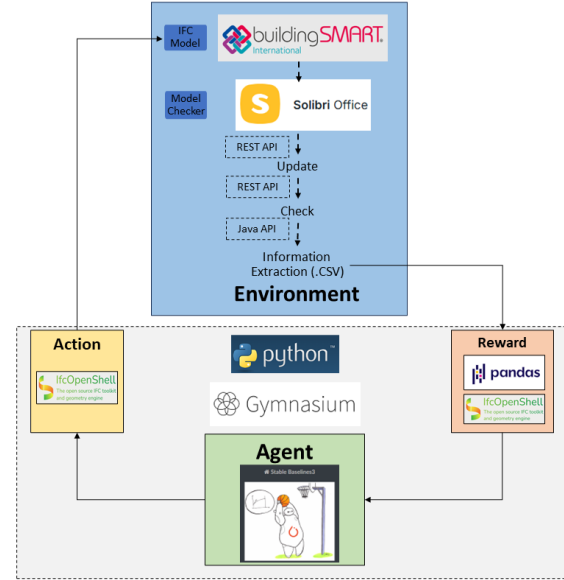 IFC
Model
buildingSMART®
International
Model
Checker
S
Solibri Office
REST API
Update
REST API
Check
Java API
Information
Extraction (.CSV)
Environment
Action
IfcOpenShell
The open source IFC toolkit
and geometry engine
python™
Gymnasium
Reward
pandas
IfcOpenShell
The open source IFC toolkit
and geometry engine
Agent
Stable Baselines3